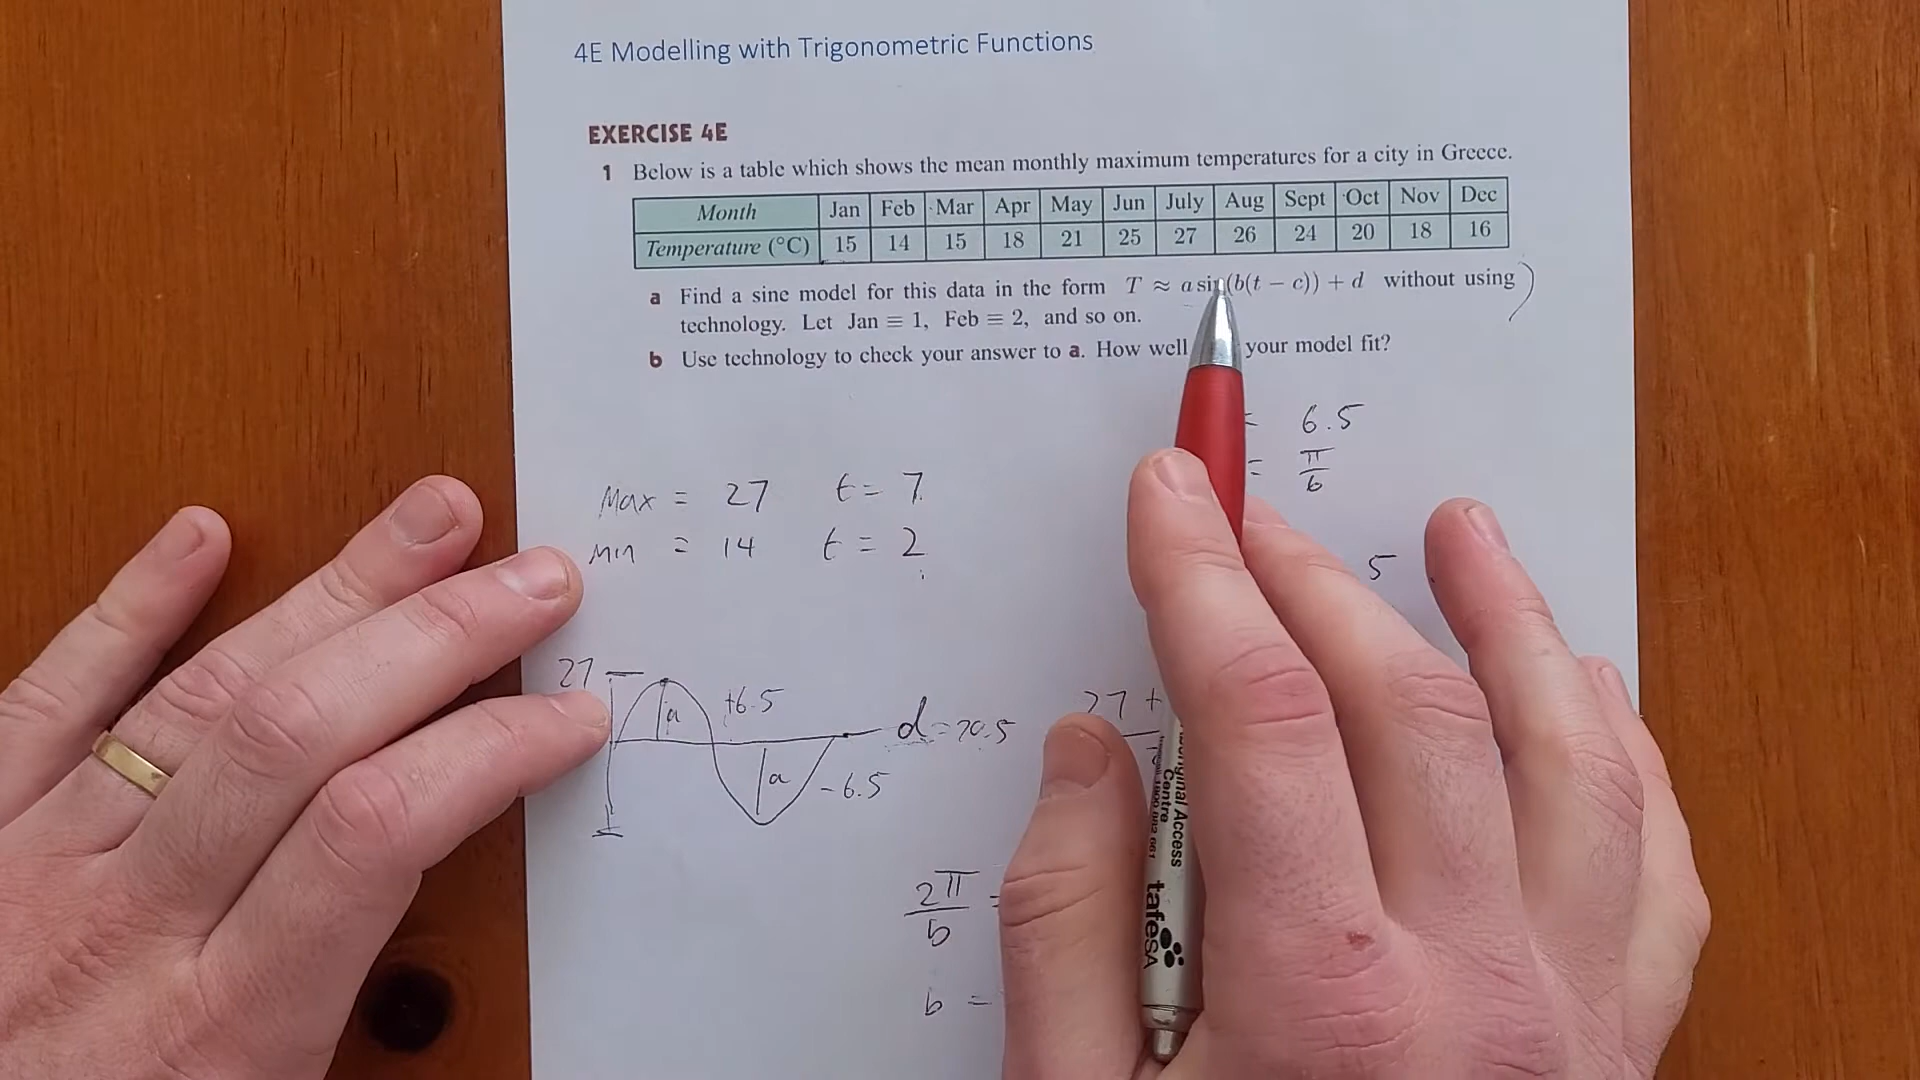 4E Modelling with Trigonometric Functions
EXERCISE 4E
1 Below is a table which shows the mean monthly maximum temperatures for a city in Greece.
Month Jan Feb Mar Apr May Jun July Aug Sept Oct Nov Dec
Temperature (°C) 15 14 15 18 21 25 27 26 24 20 18 16
a Find a sine model for this data in the form T ≈ a sin(b(t − c)) + d without using
technology. Let Jan ≡ 1, Feb ≡ 2, and so on.
b Use technology to check your answer to a. How well your model fit?
= 6.5
= π/6
Max = 27 t = 7
Min = 14 t = 2
5
27
a
+6.5
d = 20.5
a
-6.5
27 +
2π/b =
b =
Aboriginal Access
Centre
tafeSA